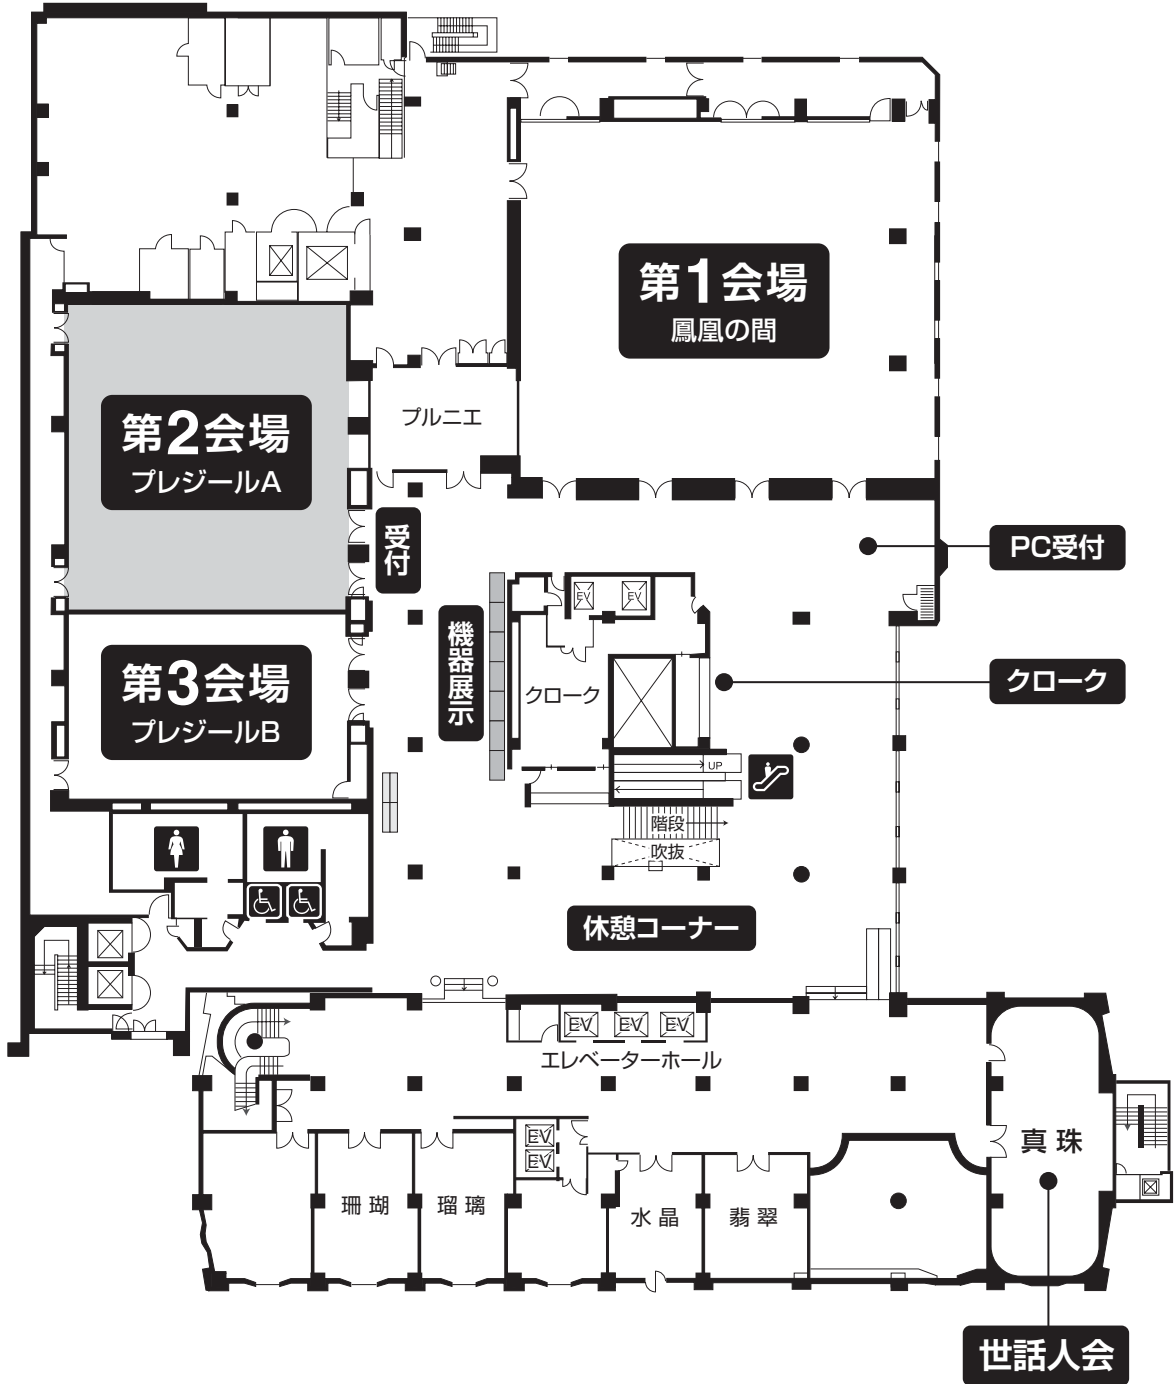 第1会場
鳳凰の間
第2会場
プレジールA
プルニエ
受付
PC受付
EV
EV
機器展示
第3会場
プレジールB
クローク
クローク
UP
階段
吹抜
休憩コーナー
EV
EV
EV
エレベーターホール
EV
EV
真珠
珊瑚
瑠璃
水晶
翡翠
世話人会